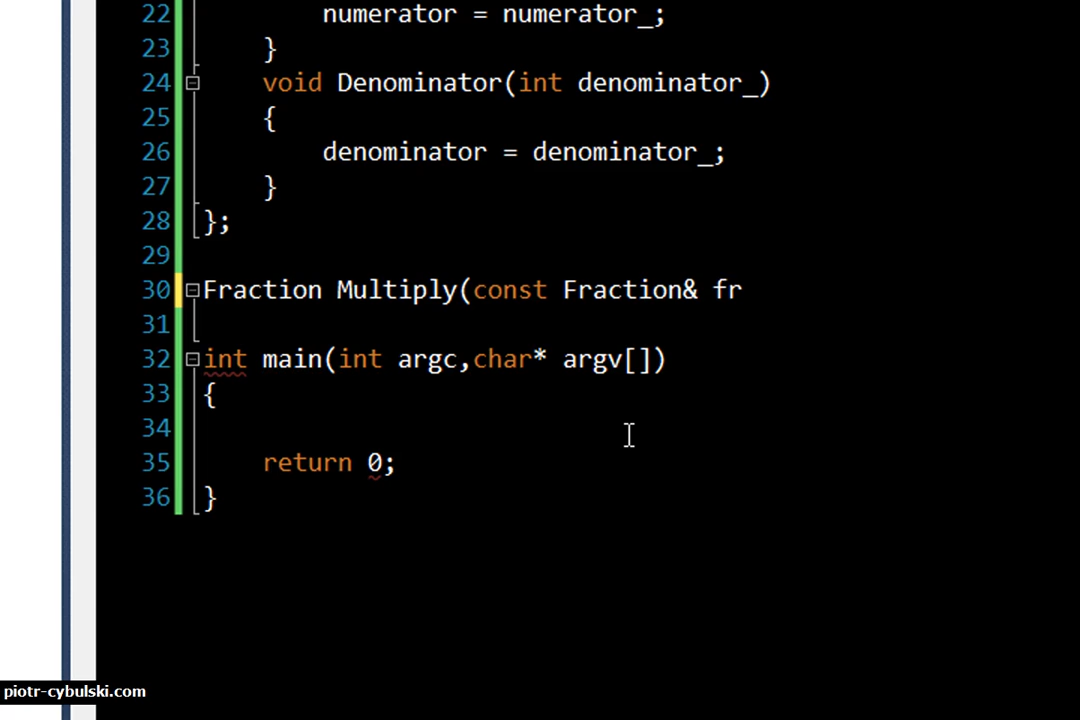 22 numerator = numerator_;
23 }
24 void Denominator(int denominator_)
25 {
26 denominator = denominator_;
27 }
28 };
29
30 Fraction Multiply(const Fraction& fr
31
32 int main(int argc,char* argv[])
33 {
34
35 return 0;
36 }
piotr-cybulski.com